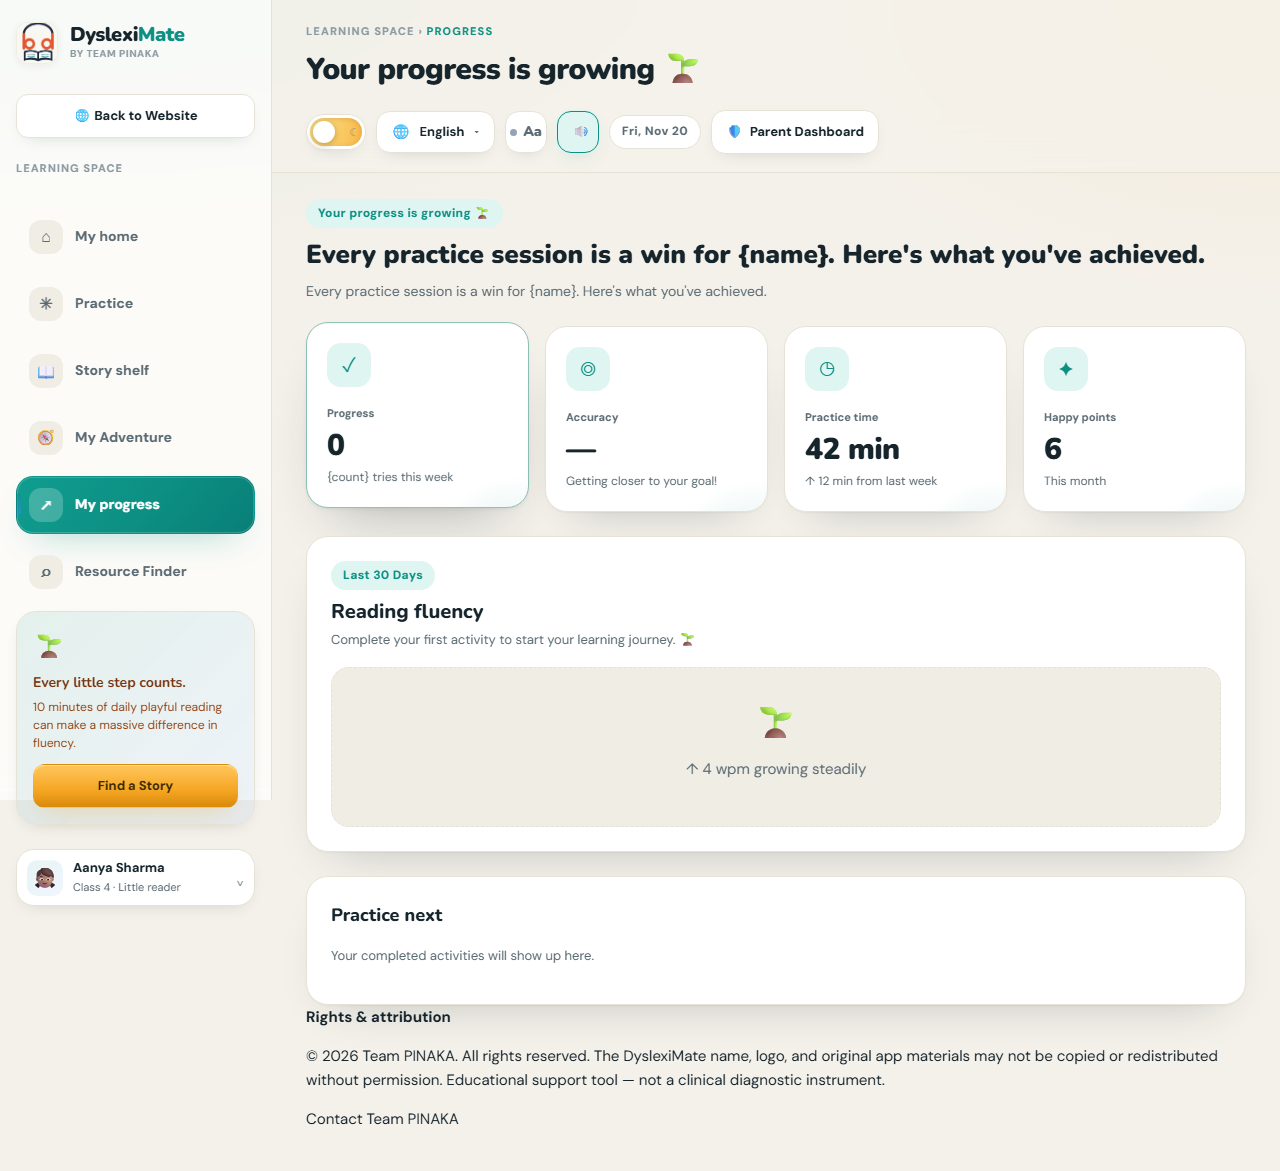 DyslexiMate
BY TEAM PINAKA
Back to Website
LEARNING SPACE
My home
Practice
Story shelf
My Adventure
My progress
Resource Finder
Every little step counts.
10 minutes of daily playful reading
can make a massive difference in
fluency.
Find a Story
Aanya Sharma
Class 4 · Little reader
LEARNING SPACE › PROGRESS
Your progress is growing
English
Aa
Fri, Nov 20
Parent Dashboard
Your progress is growing
Every practice session is a win for {name}. Here's what you've achieved.
Every practice session is a win for {name}. Here's what you've achieved.
Progress
0
{count} tries this week
Accuracy
—
Getting closer to your goal!
Practice time
42 min
↑ 12 min from last week
Happy points
6
This month
Last 30 Days
Reading fluency
Complete your first activity to start your learning journey.
↑ 4 wpm growing steadily
Practice next
Your completed activities will show up here.
Rights & attribution
© 2026 Team PINAKA. All rights reserved. The DyslexiMate name, logo, and original app materials may not be copied or redistributed
without permission. Educational support tool — not a clinical diagnostic instrument.
Contact Team PINAKA